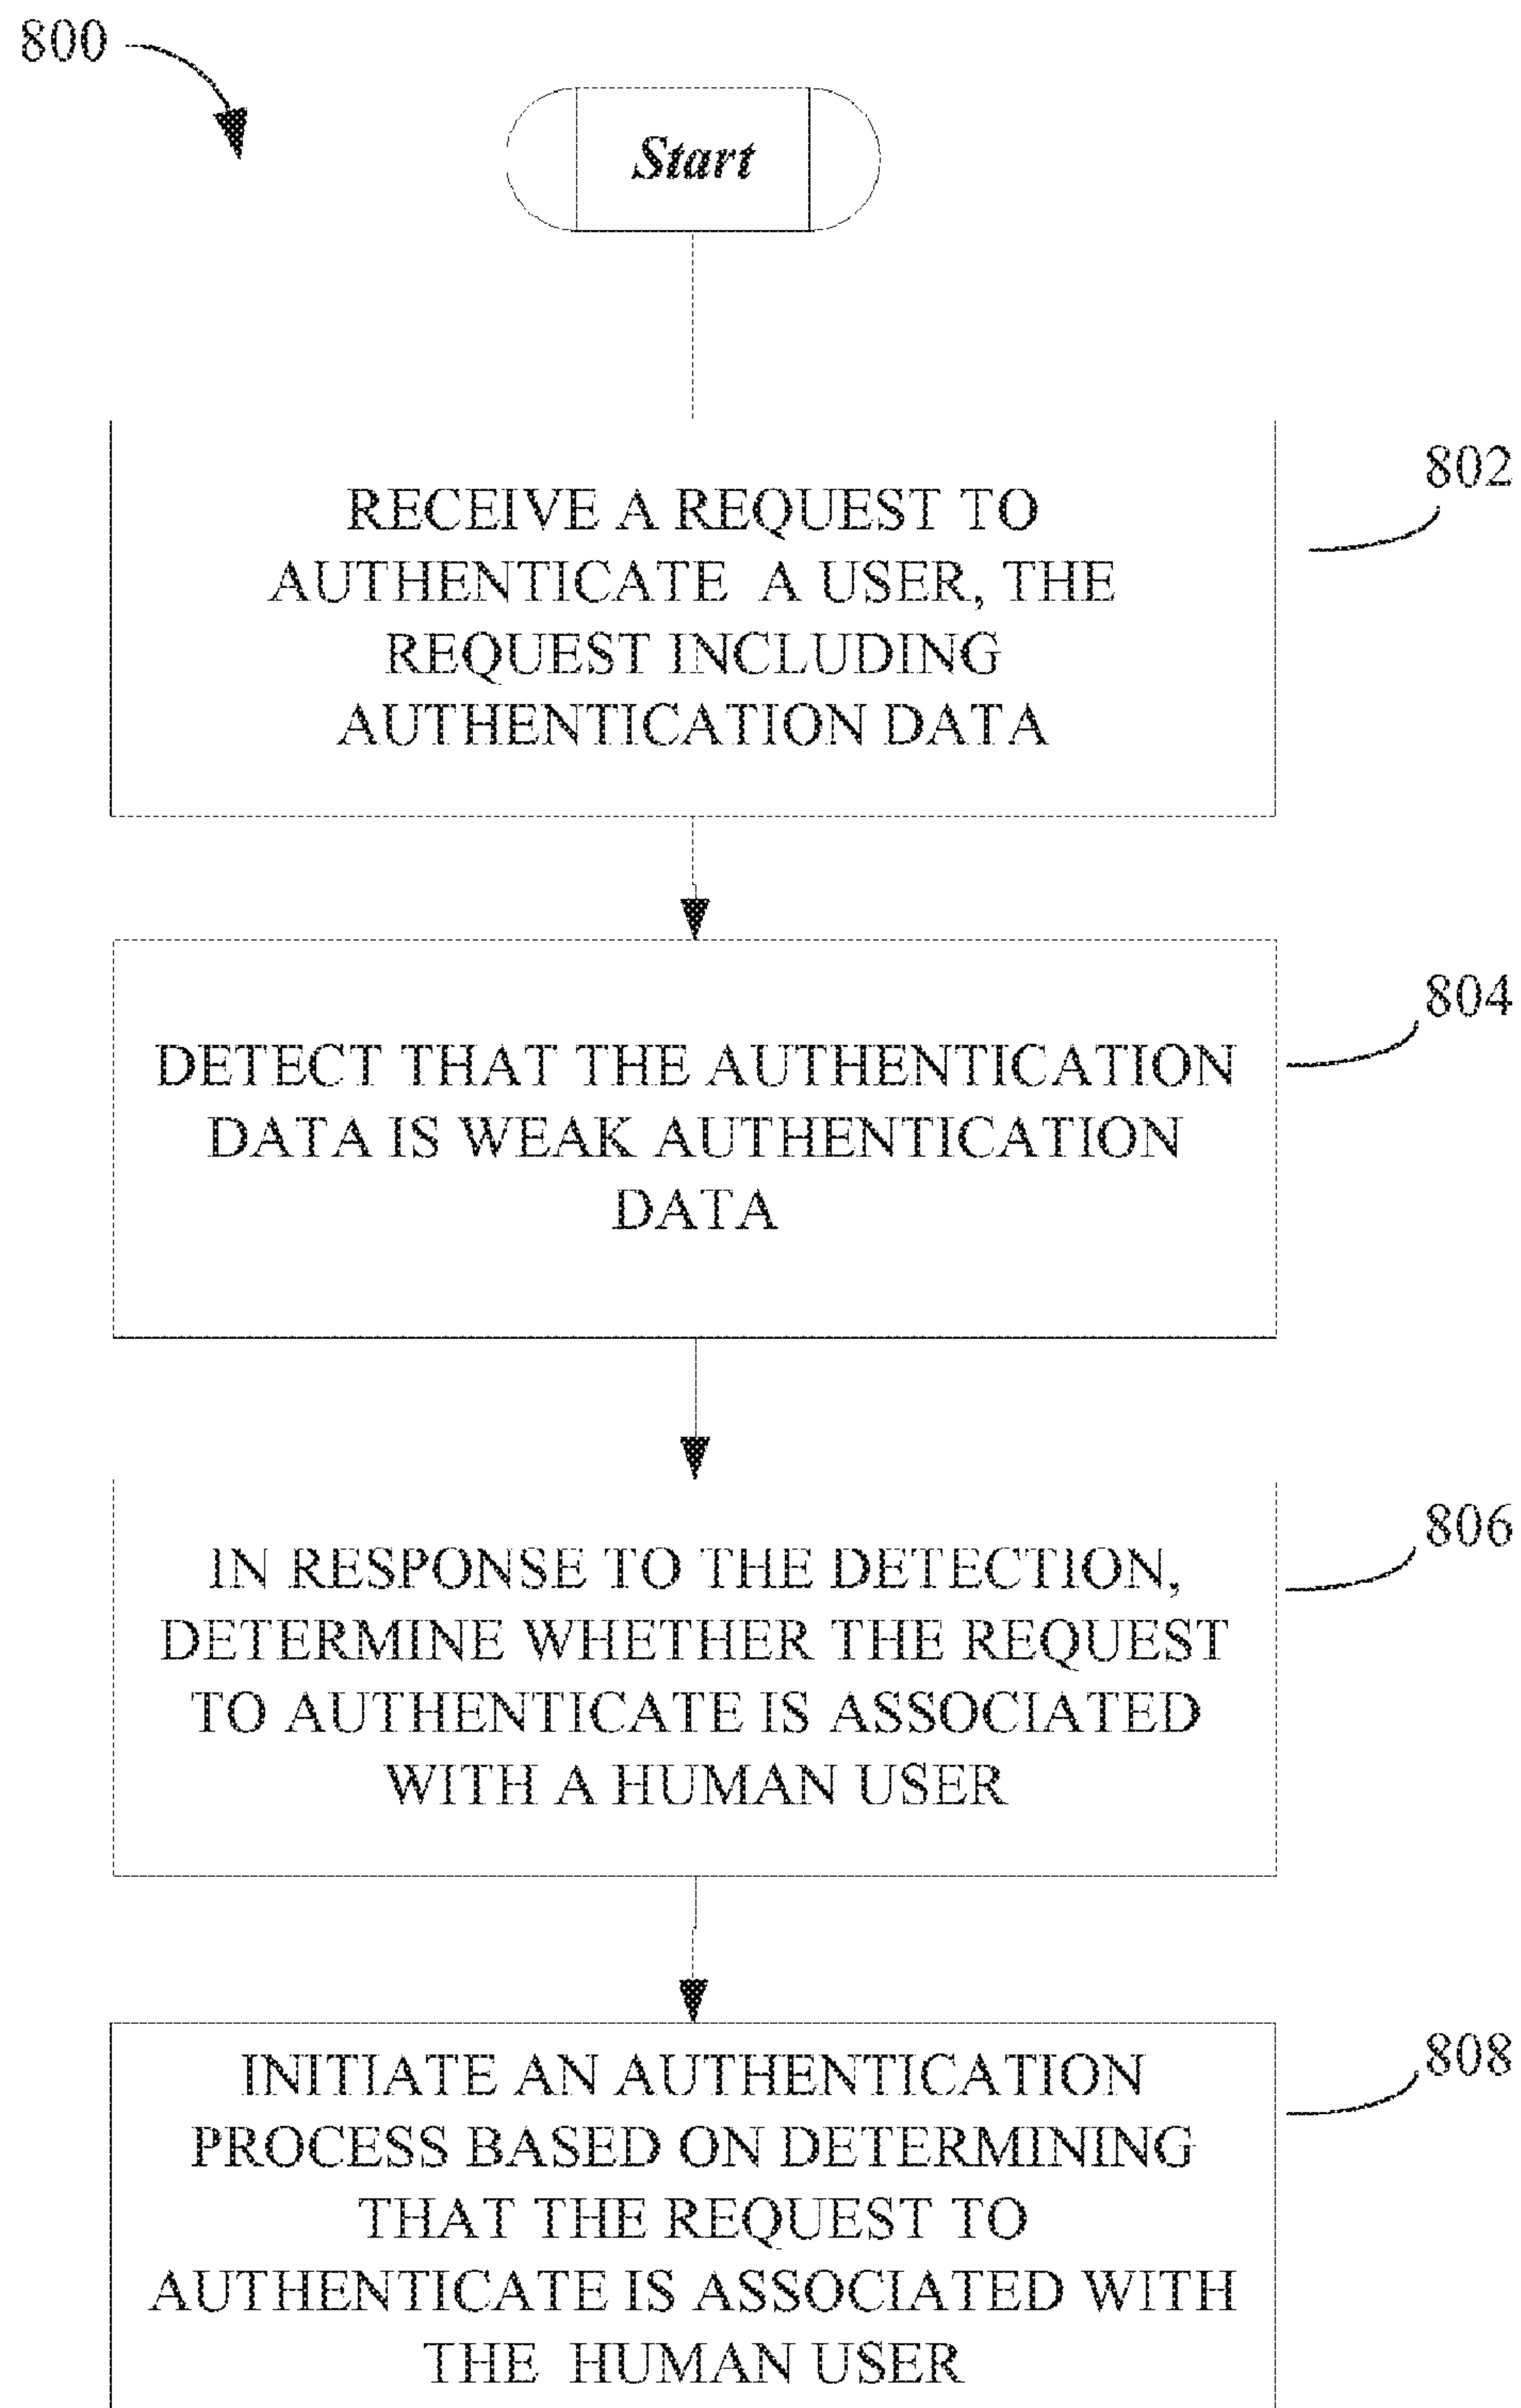 800
Start
802
RECEIVE A REQUEST TO
AUTHENTICATE A USER, THE
REQUEST INCLUDING
AUTHENTICATION DATA
804
DETECT THAT THE AUTHENTICATION
DATA IS WEAK AUTHENTICATION
DATA
806
IN RESPONSE TO THE DETECTION,
DETERMINE WHETHER THE REQUEST
TO AUTHENTICATE IS ASSOCIATED
WITH A HUMAN USER
808
INITIATE AN AUTHENTICATION
PROCESS BASED ON DETERMINING
THAT THE REQUEST TO
AUTHENTICATE IS ASSOCIATED WITH
THE HUMAN USER